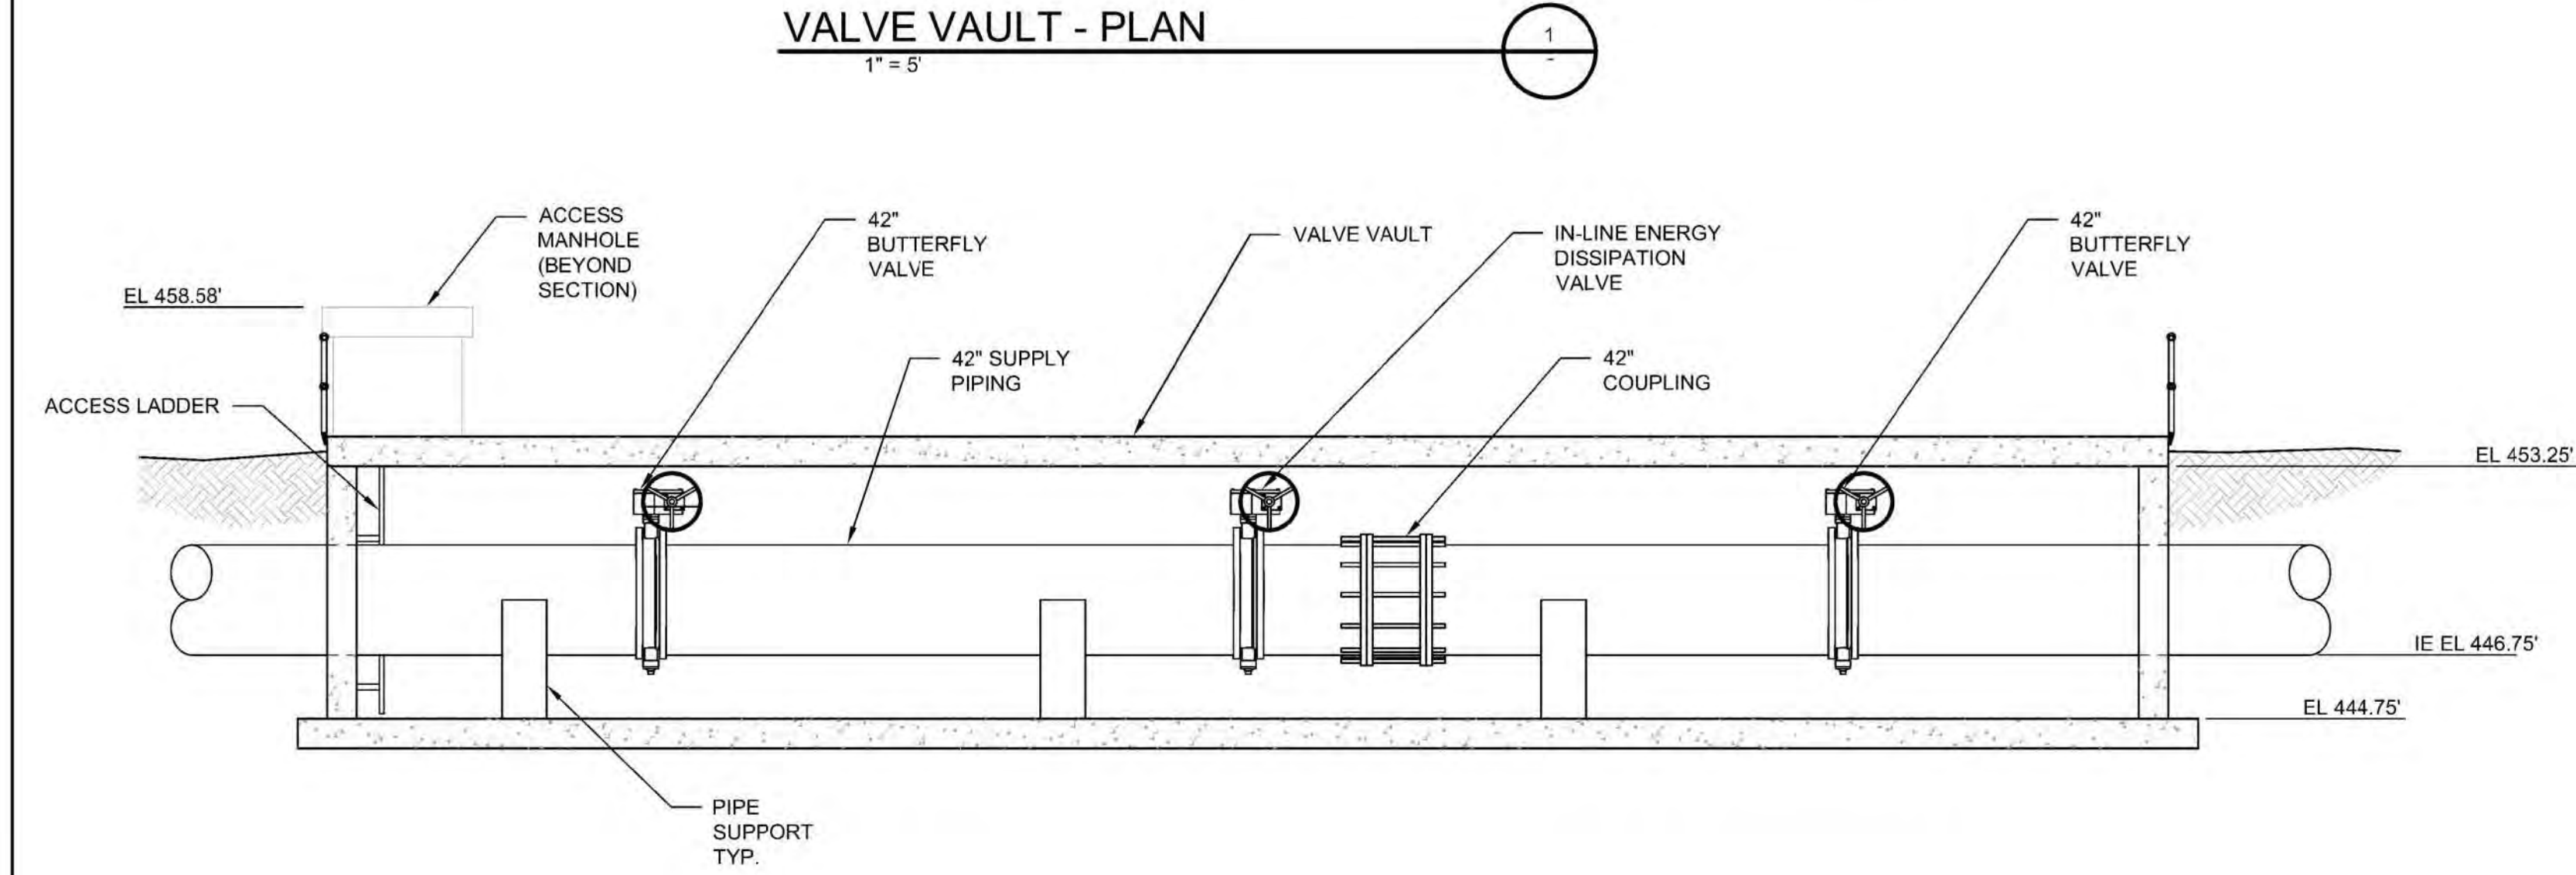 VALVE VAULT - PLAN
1" = 5'
1
-
ACCESS
MANHOLE
(BEYOND
SECTION)
42"
BUTTERFLY
VALVE
VALVE VAULT
IN-LINE ENERGY
DISSIPATION
VALVE
42"
BUTTERFLY
VALVE
EL 458.58'
42" SUPPLY
PIPING
42"
COUPLING
ACCESS LADDER
EL 453.25'
IE EL 446.75'
EL 444.75'
PIPE
SUPPORT
TYP.